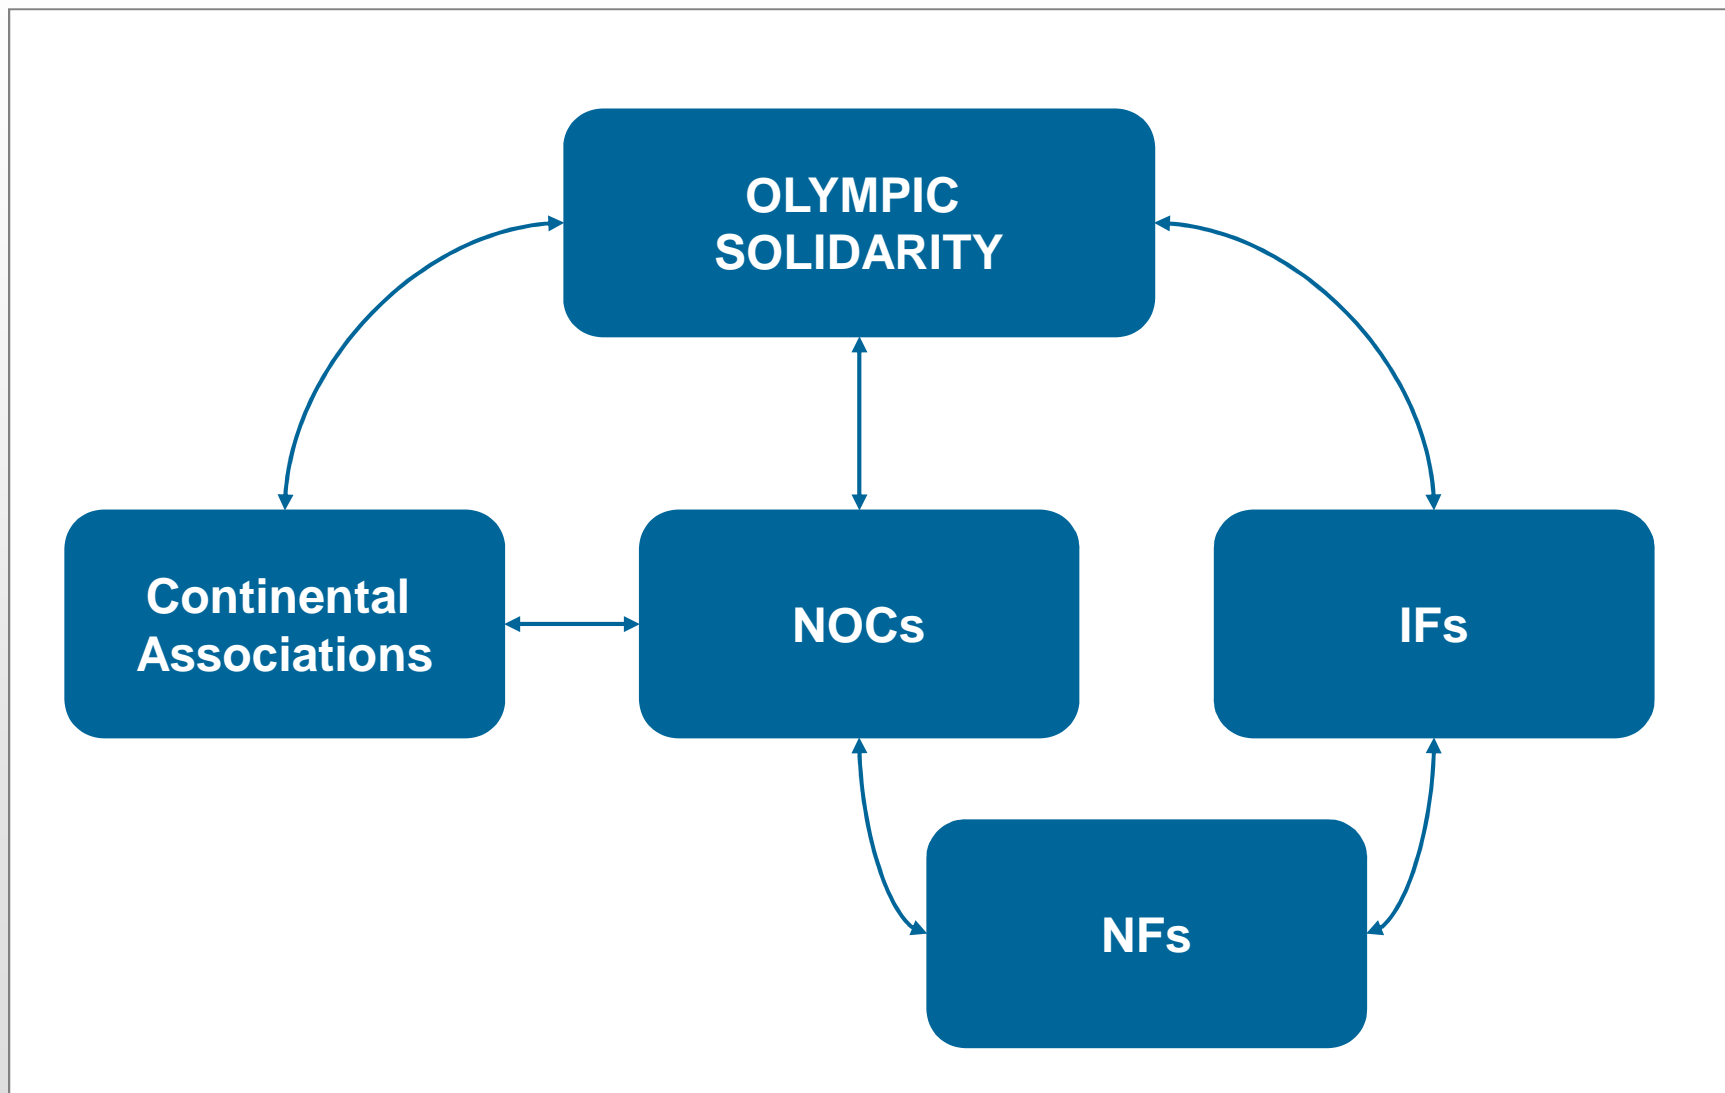 OLYMPIC
SOLIDARITY
Continental
Associations
NOCs
IFs
NFs